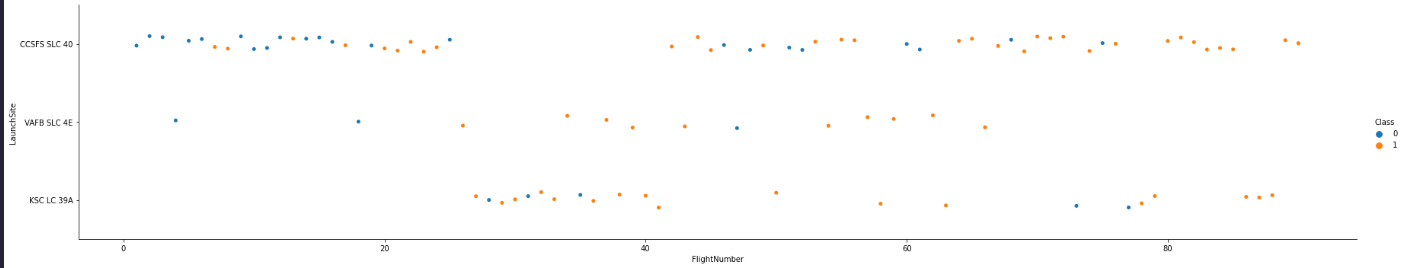 CCSFS SLC 40
VAFB SLC 4E
KSC LC 39A
LaunchSite
0
20
40
60
80
FlightNumber
Class
0
1